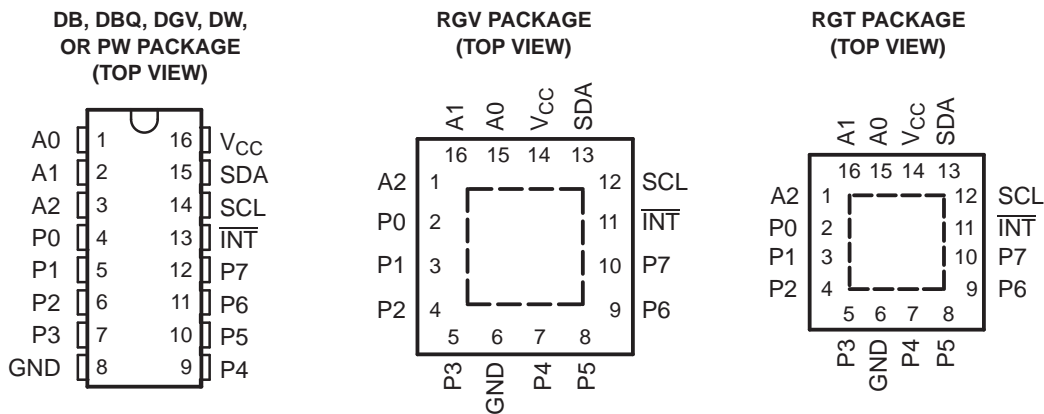 DB, DBQ, DGV, DW,
OR PW PACKAGE
(TOP VIEW)
A0 1 16 VCC
A1 2 15 SDA
A2 3 14 SCL
P0 4 13 INT
P1 5 12 P7
P2 6 11 P6
P3 7 10 P5
GND 8 9 P4
RGV PACKAGE
(TOP VIEW)
A1 A0 VCC SDA
16 15 14 13
A2 1 12 SCL
P0 2 11 INT
P1 3 10 P7
P2 4 9 P6
5 6 7 8
P3 GND P4 P5
RGT PACKAGE
(TOP VIEW)
A1 A0 VCC SDA
16 15 14 13
A2 1 12 SCL
P0 2 11 INT
P1 3 10 P7
P2 4 9 P6
5 6 7 8
P3 GND P4 P5